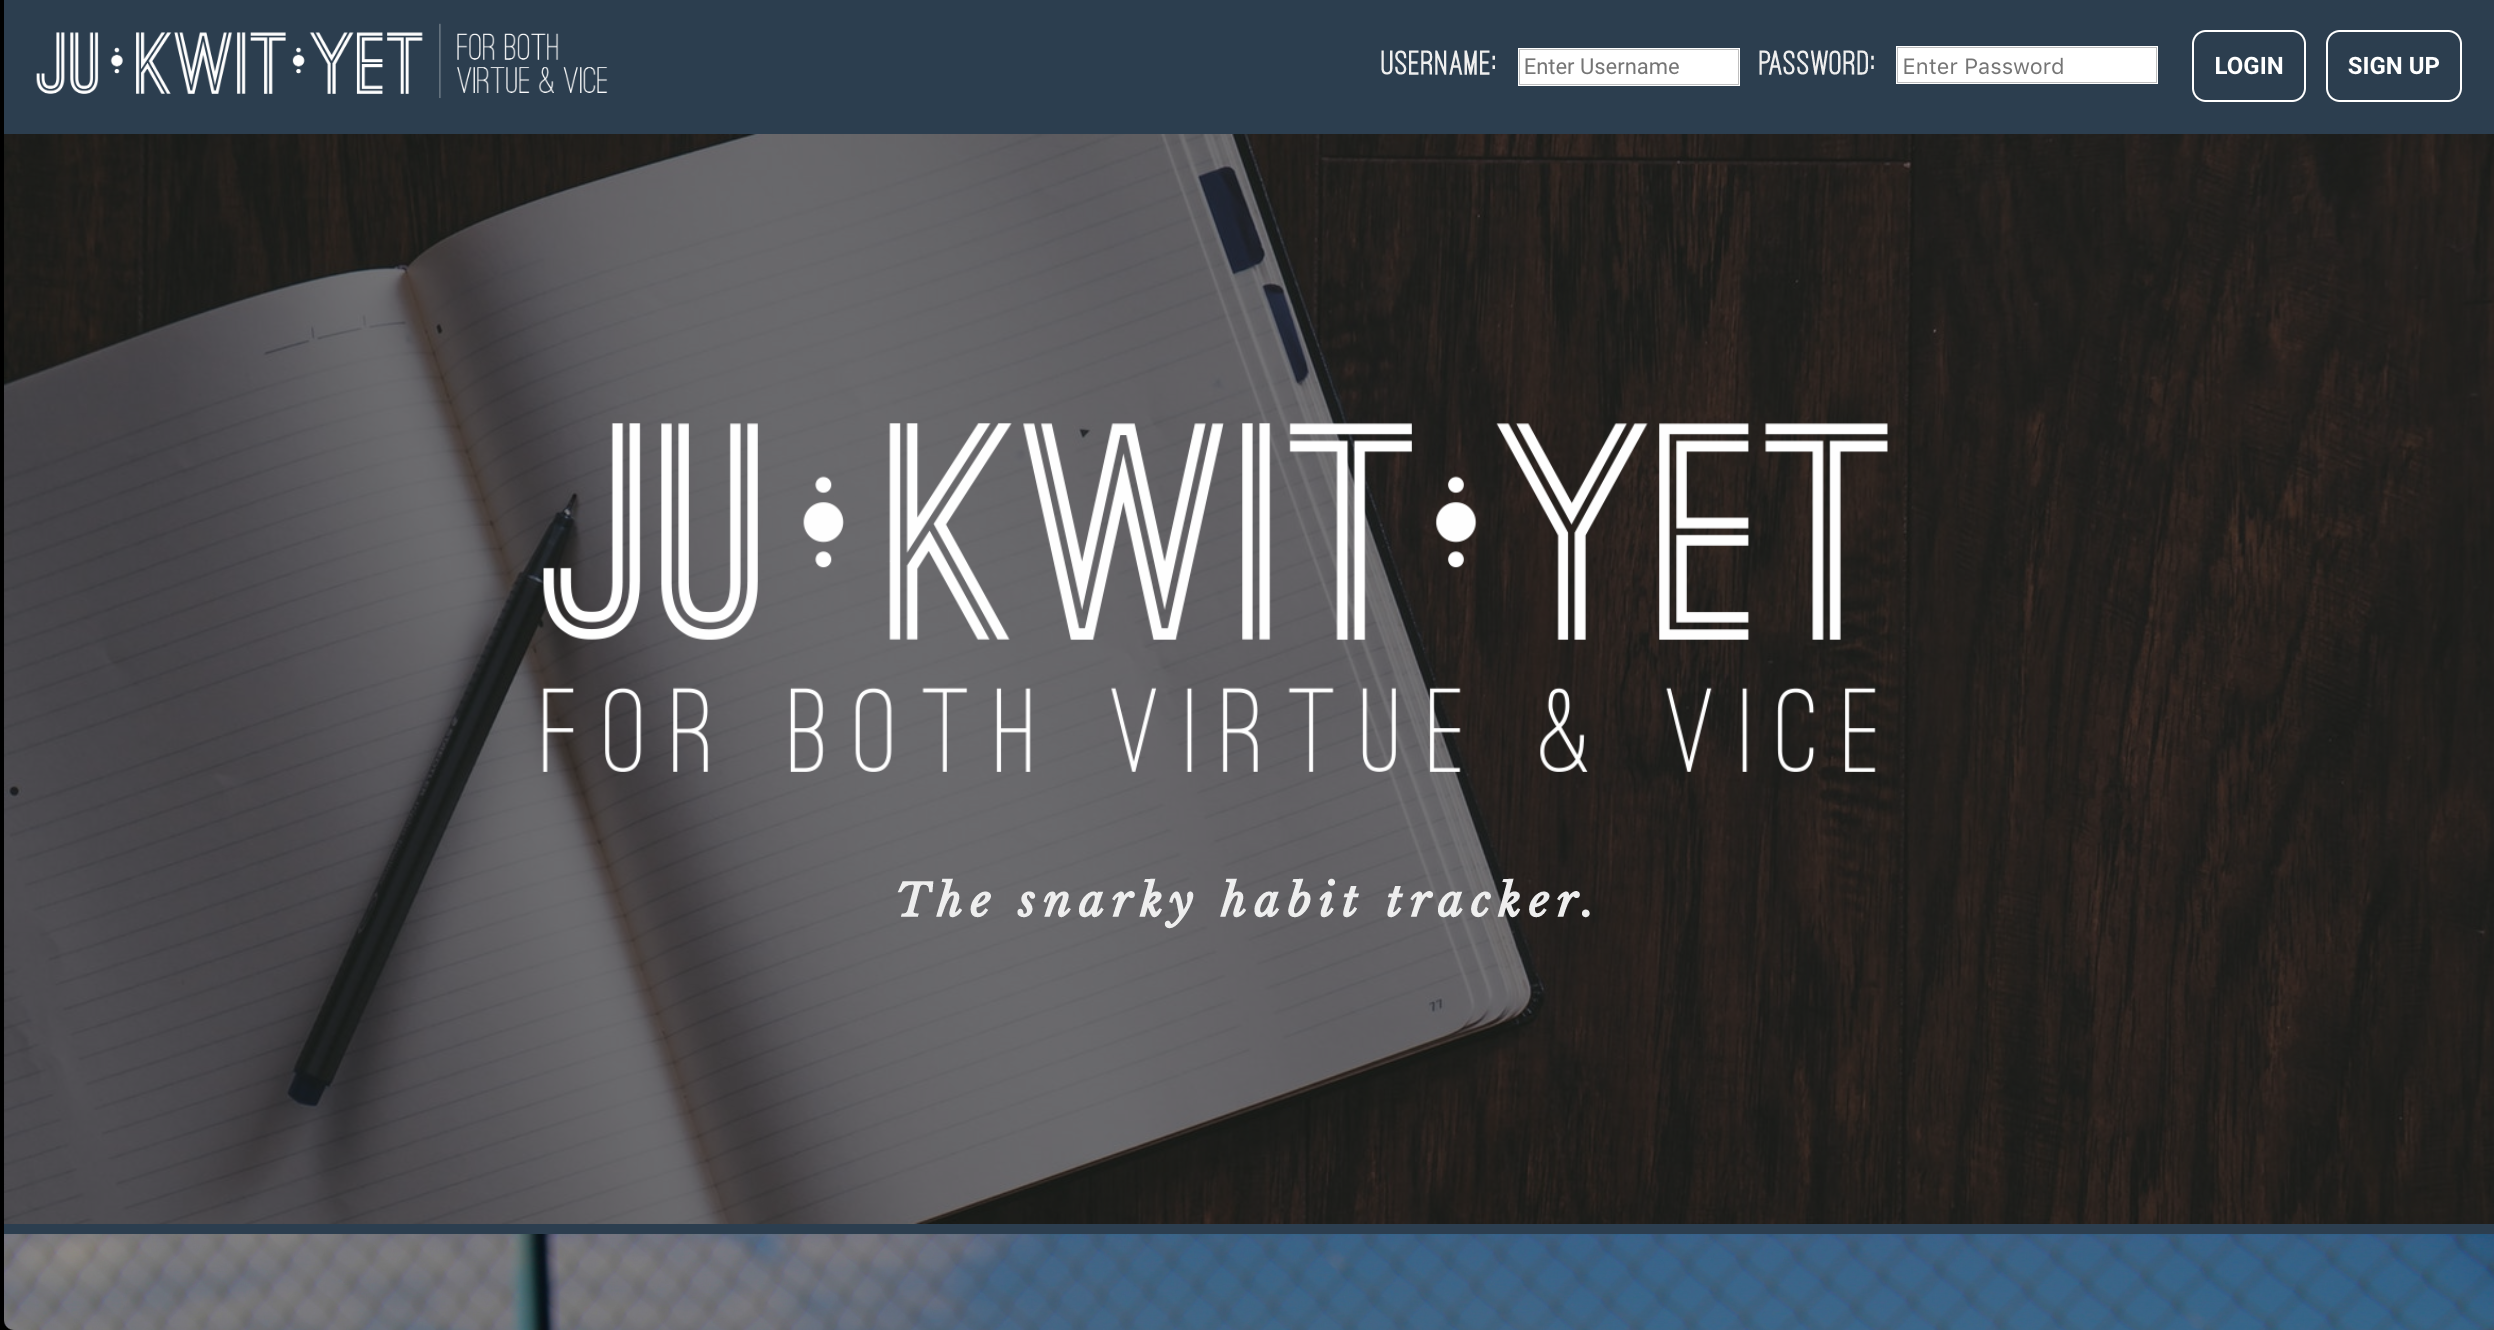 JU KWIT YET
FOR BOTH
VIRTUE & VICE
USERNAME: Enter Username PASSWORD: Enter Password LOGIN SIGN UP
JU KWIT YET
FOR BOTH VIRTUE & VICE
The snarky habit tracker.
77